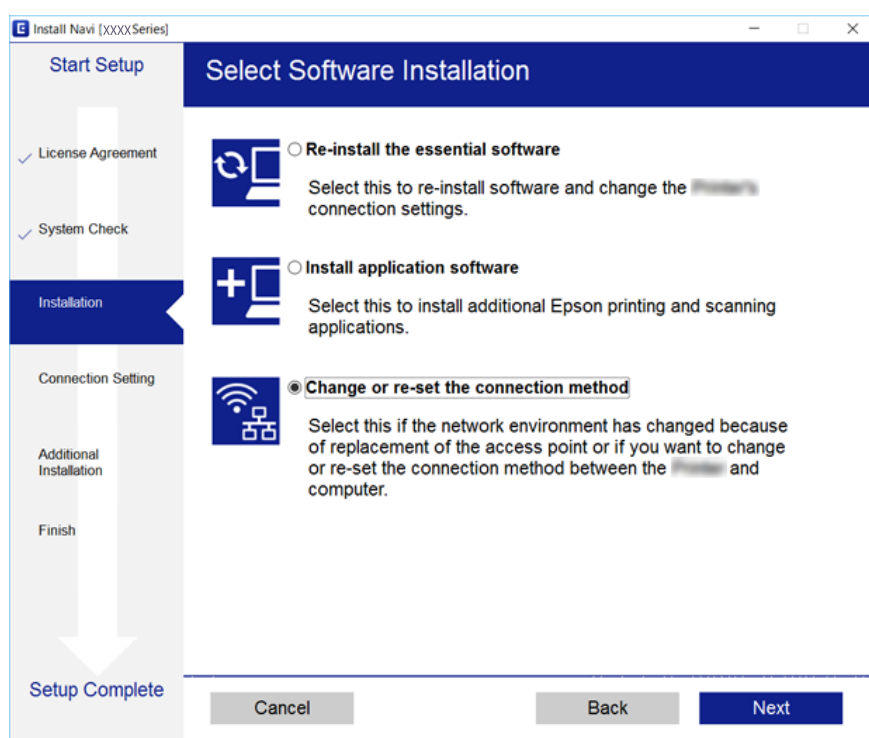 Install Navi [XXXX Series]
Start Setup
License Agreement
System Check
Installation
Connection Setting
Additional
Installation
Finish
Setup Complete
Select Software Installation
Re-install the essential software
Select this to re-install software and change the
connection settings.
Install application software
Select this to install additional Epson printing and scanning
applications.
Change or re-set the connection method
Select this if the network environment has changed because
of replacement of the access point or if you want to change
or re-set the connection method between the and
computer.
Cancel
Back
Next